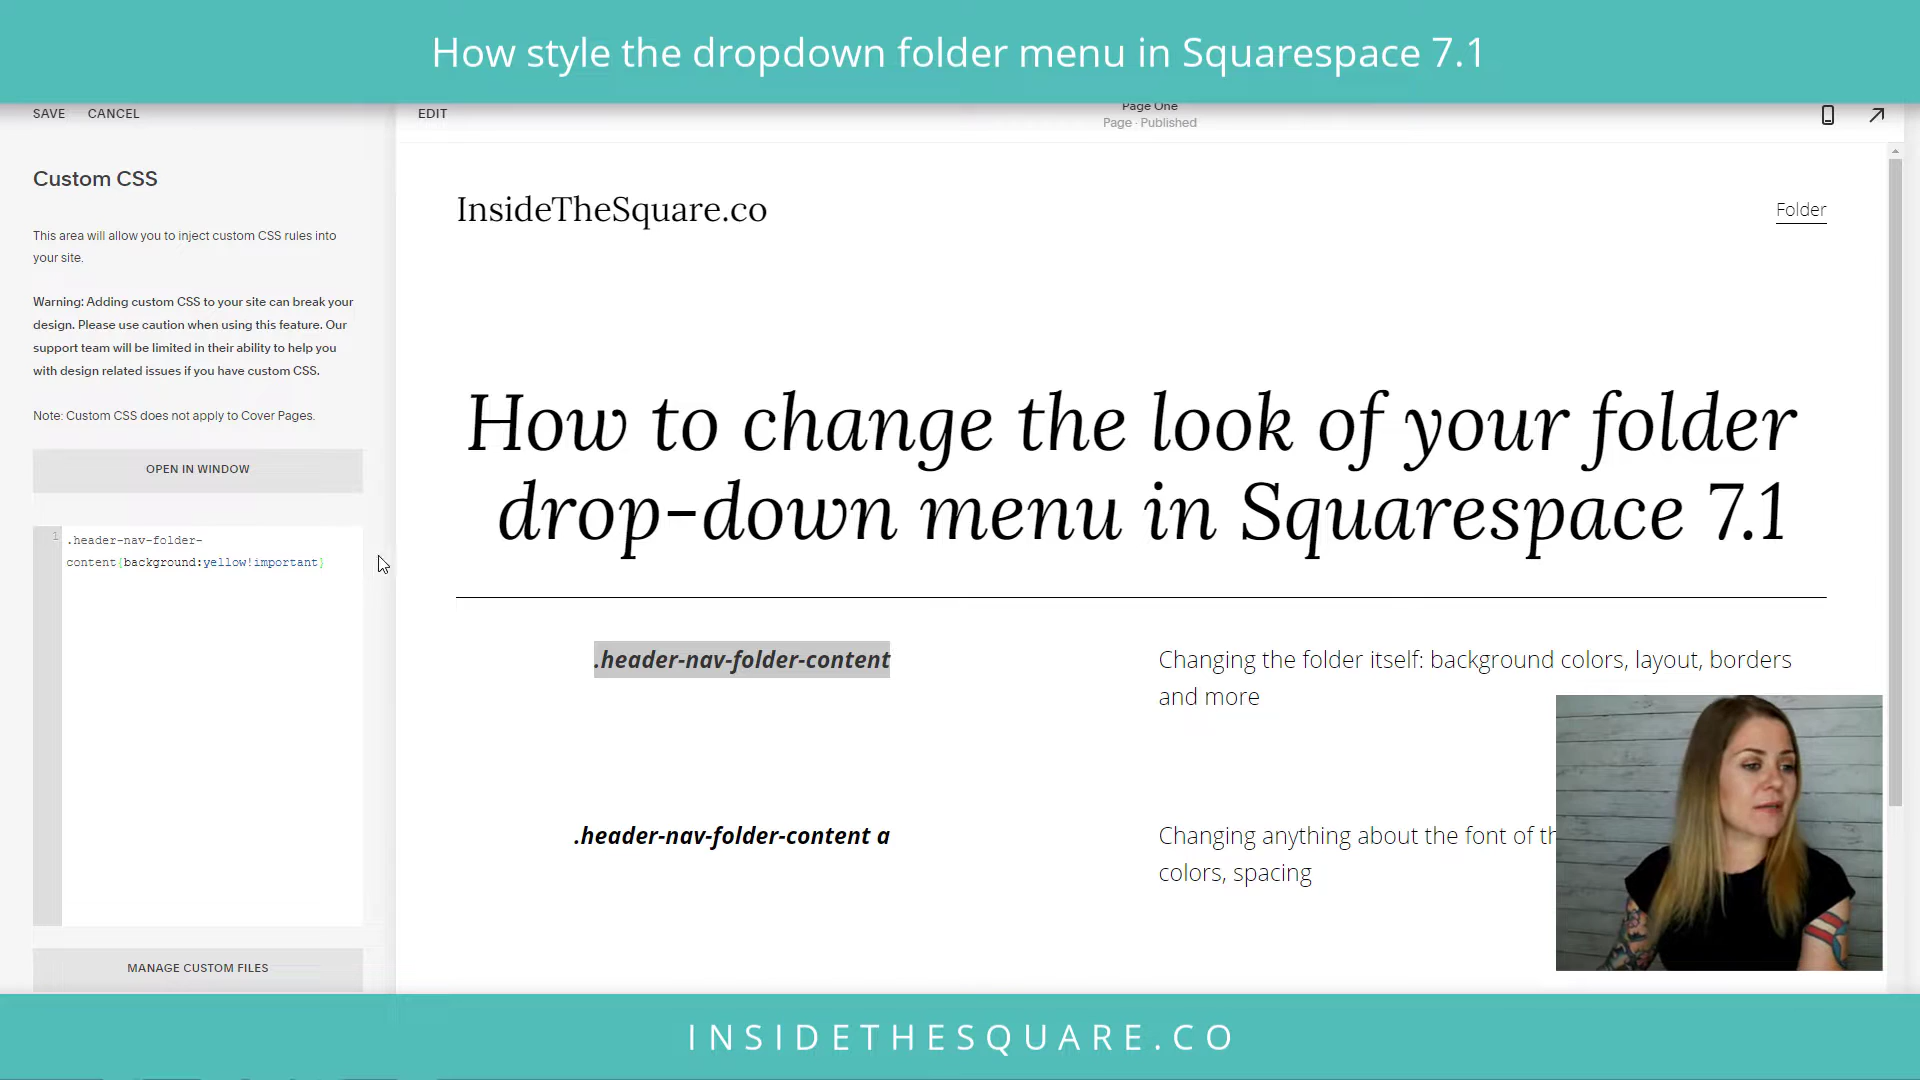 How style the dropdown folder menu in Squarespace 7.1
SAVE CANCEL
EDIT
Page One
Page · Published
Custom CSS
This area will allow you to inject custom CSS rules into
your site.
Warning: Adding custom CSS to your site can break your
design. Please use caution when using this feature. Our
support team will be limited in their ability to help you
with design related issues if you have custom CSS.
Note: Custom CSS does not apply to Cover Pages.
OPEN IN WINDOW
1
.header-nav-folder-
content{background:yellow!important}
MANAGE CUSTOM FILES
InsideTheSquare.co
Folder
How to change the look of your folder
drop-down menu in Squarespace 7.1
.header-nav-folder-content
Changing the folder itself: background colors, layout, borders
and more
.header-nav-folder-content a
Changing anything about the font of
colors, spacing
INSIDETHESQUARE.CO